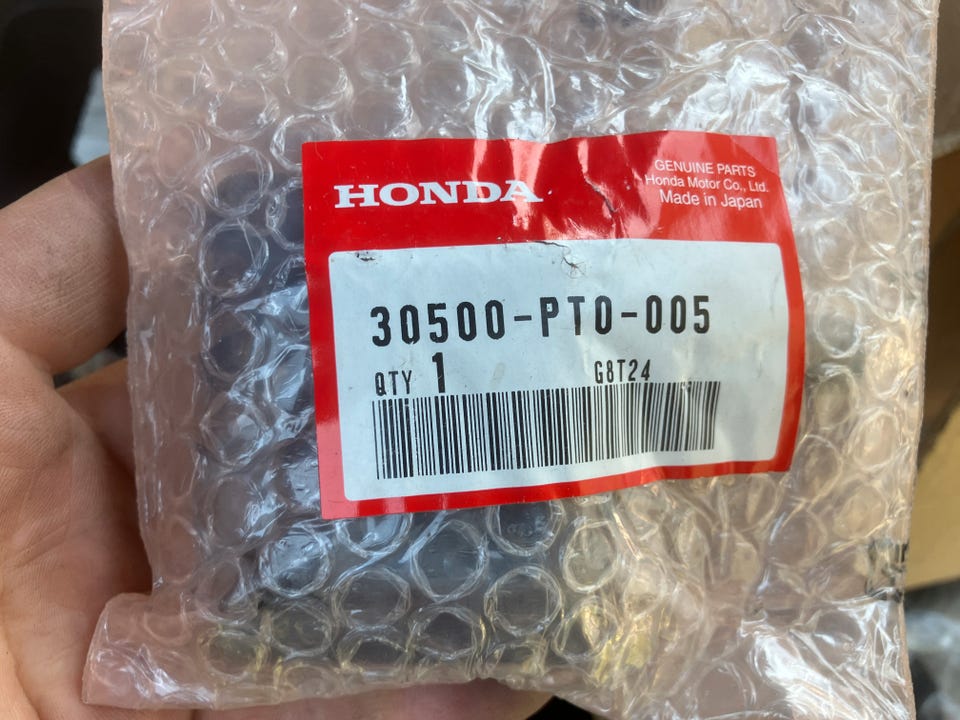 HONDA
GENUINE PARTS
Honda Motor Co., Ltd.
Made in Japan
30500-PT0-005
QTY 1 G8T24